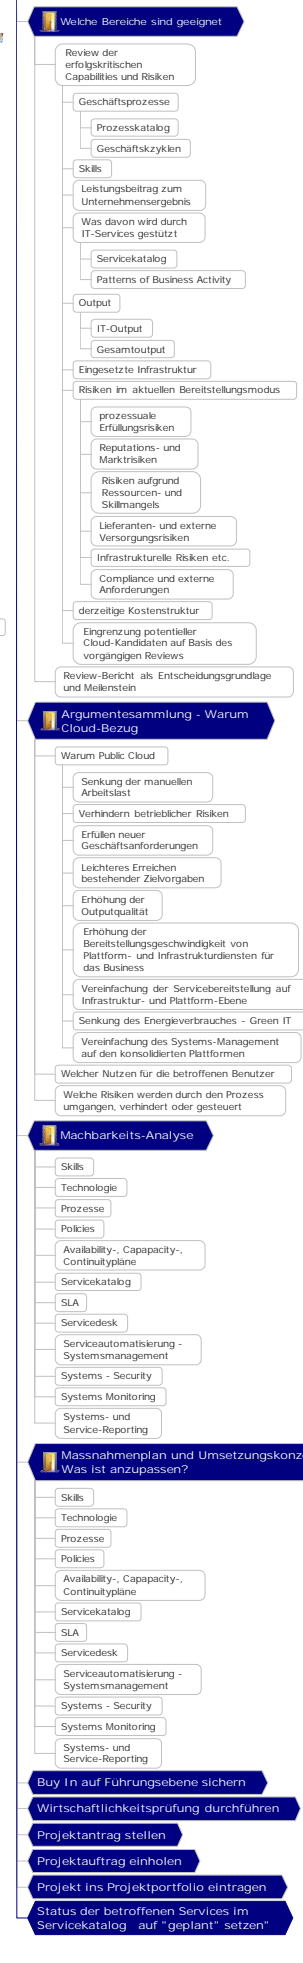 Welche Bereiche sind geeignet
Review der
erfolgskritischen
Capabilities und Risiken
Geschäftsprozesse
Prozesskatalog
Geschäftskzyklen
Skills
Leistungsbeitrag zum
Unternehmensergebnis
Was davon wird durch
IT-Services gestützt
Servicekatalog
Patterns of Business Activity
Output
IT-Output
Gesamtoutput
Eingesetzte Infrastruktur
Risiken im aktuellen Bereitstellungsmodus
prozessuale
Erfüllungsrisiken
Reputations- und
Marktrisiken
Risiken aufgrund
Ressourcen- und
Skillmangels
Lieferanten- und externe
Versorgungsrisiken
Infrastrukturelle Risiken etc.
Compliance und externe
Anforderungen
derzeitige Kostenstruktur
Eingrenzung potentieller
Cloud-Kandidaten auf Basis des
vorgängigen Reviews
Review-Bericht als Entscheidungsgrundlage
und Meilenstein
Argumentesammlung - Warum
Cloud-Bezug
Warum Public Cloud
Senkung der manuellen
Arbeitslast
Verhindern betrieblicher Risiken
Erfüllen neuer
Geschäftsanforderungen
Leichteres Erreichen
bestehender Zielvorgaben
Erhöhung der
Outputqualität
Erhöhung der
Bereitstellungsgeschwindigkeit von
Plattform- und Infrastrukturdiensten für
das Business
Vereinfachung der Servicebereitstellung auf
Infrastruktur- und Plattform-Ebene
Senkung des Energieverbrauches - Green IT
Vereinfachung des Systems-Management
auf den konsolidierten Plattformen
Welcher Nutzen für die betroffenen Benutzer
Welche Risiken werden durch den Prozess
umgangen, verhindert oder gesteuert
Machbarkeits-Analyse
Skills
Technologie
Prozesse
Policies
Availability-, Capapacity-,
Continuitypläne
Servicekatalog
SLA
Servicedesk
Serviceautomatisierung -
Systemsmanagement
Systems - Security
Systems Monitoring
Systems- und
Service-Reporting
Massnahmenplan und Umsetzungskonz
Was ist anzupassen?
Skills
Technologie
Prozesse
Policies
Availability-, Capapacity-,
Continuitypläne
Servicekatalog
SLA
Servicedesk
Serviceautomatisierung -
Systemsmanagement
Systems - Security
Systems Monitoring
Systems- und
Service-Reporting
Buy In auf Führungsebene sichern
Wirtschaftlichkeitsprüfung durchführen
Projektantrag stellen
Projektauftrag einholen
Projekt ins Projektportfolio eintragen
Status der betroffenen Services im
Servicekatalog auf "geplant" setzen"